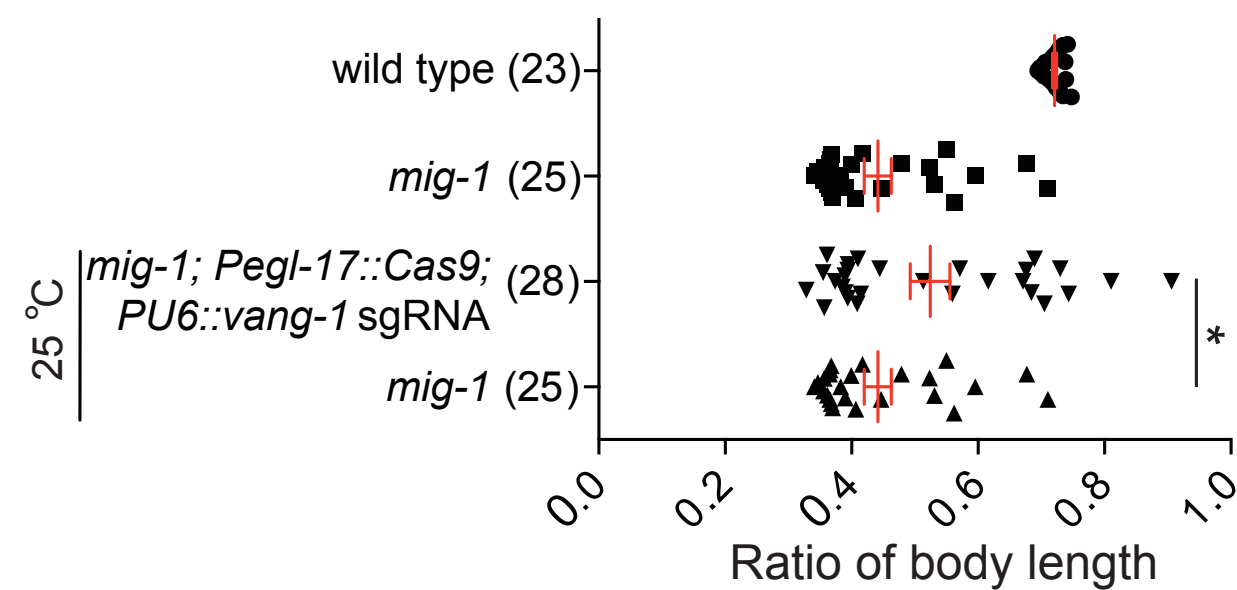 wild type (23)
mig-1 (25)
25 °C
mig-1; Pegl-17::Cas9;
PU6::vang-1 sgRNA
(28)
mig-1 (25)
*
0.0 0.2 0.4 0.6 0.8 1.0
Ratio of body length